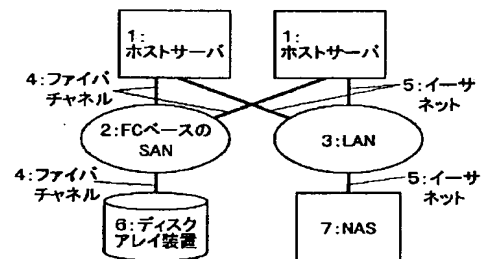 1:
ホストサーバ
1:
ホストサーバ
4:ファイバ
チャネル
5:イーサ
ネット
2:FCベースの
SAN
3:LAN
4:ファイバ
チャネル
5:イーサ
ネット
6:ディスク
アレイ装置
7:NAS